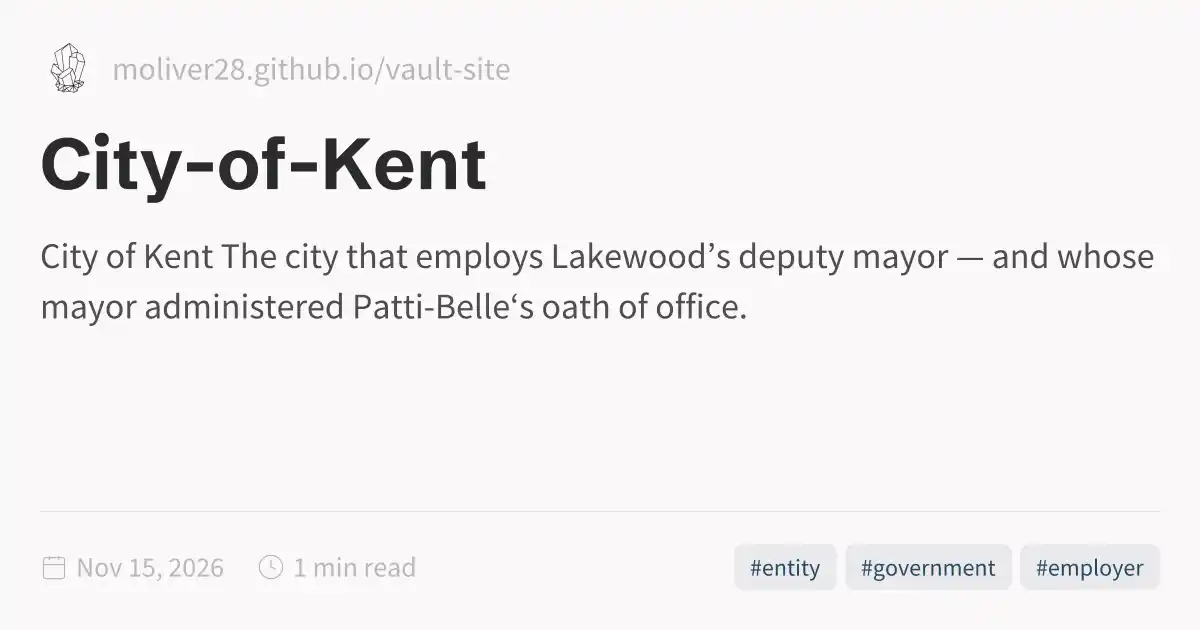 moliver28.github.io/vault-site
City-of-Kent
City of Kent The city that employs Lakewood’s deputy mayor — and whose
mayor administered Patti-Belle‘s oath of office.
Nov 15, 2026 1 min read #entity #government #employer